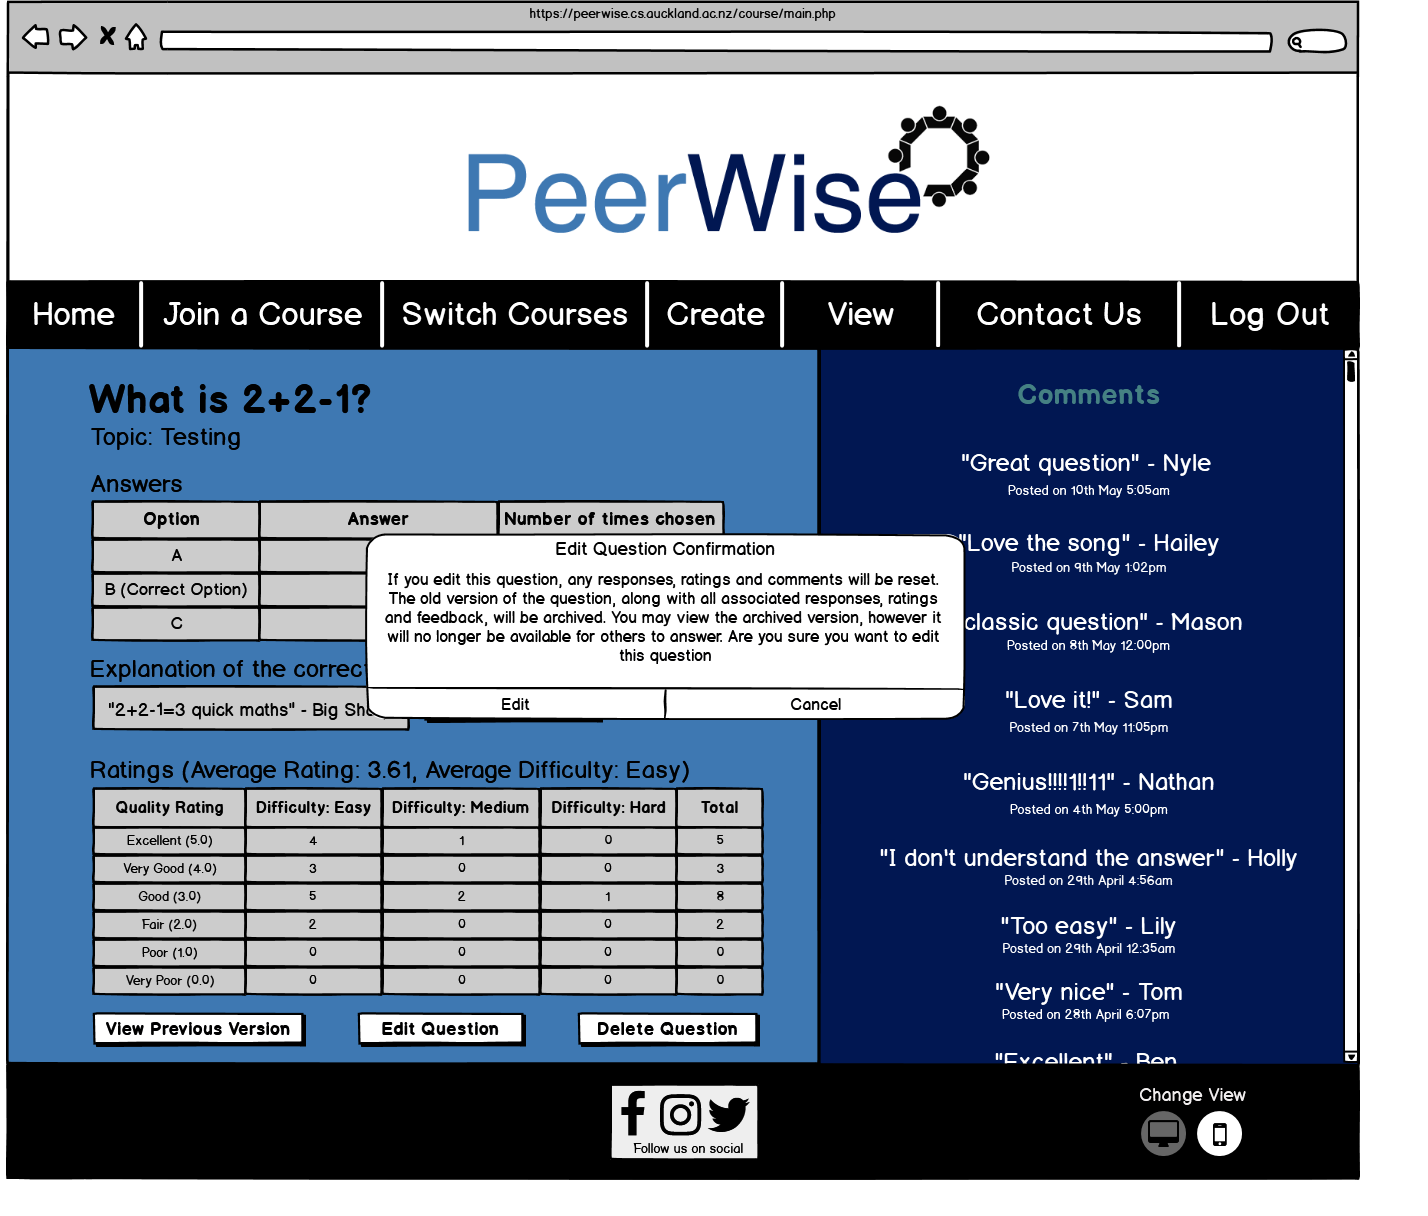 https://peerwise.cs.auckland.ac.nz/course/main.php
PeerWise
Home Join a Course Switch Courses Create View Contact Us Log Out
What is 2+2-1?
Topic: Testing
Answers
Option Answer Number of times chosen
A
B (Correct Option)
C
Explanation of the correct
"2+2-1=3 quick maths" - Big
Edit Question Confirmation
If you edit this question, any responses, ratings and comments will be reset.
The old version of the question, along with all associated responses, ratings
and feedback, will be archived. You may view the archived version, however it
will no longer be available for others to answer. Are you sure you want to edit
this question
Edit Cancel
Ratings (Average Rating: 3.61, Average Difficulty: Easy)
Quality Rating Difficulty: Easy Difficulty: Medium Difficulty: Hard Total
Excellent (5.0) 4 1 0 5
Very Good (4.0) 3 0 0 3
Good (3.0) 5 2 1 8
Fair (2.0) 2 0 0 2
Poor (1.0) 0 0 0 0
Very Poor (0.0) 0 0 0 0
View Previous Version Edit Question Delete Question
Comments
"Great question" - Nyle
Posted on 10th May 5:05am
"Love the song" - Hailey
Posted on 9th May 1:02pm
classic question" - Mason
Posted on 8th May 12:00pm
"Love it!" - Sam
Posted on 7th May 11:05pm
"Genius!!!!1!!11" - Nathan
Posted on 4th May 5:00pm
"I don't understand the answer" - Holly
Posted on 29th April 4:56am
"Too easy" - Lily
Posted on 29th April 12:35am
"Very nice" - Tom
Posted on 28th April 6:07pm
"Excellent" - Ben
Follow us on social
Change View